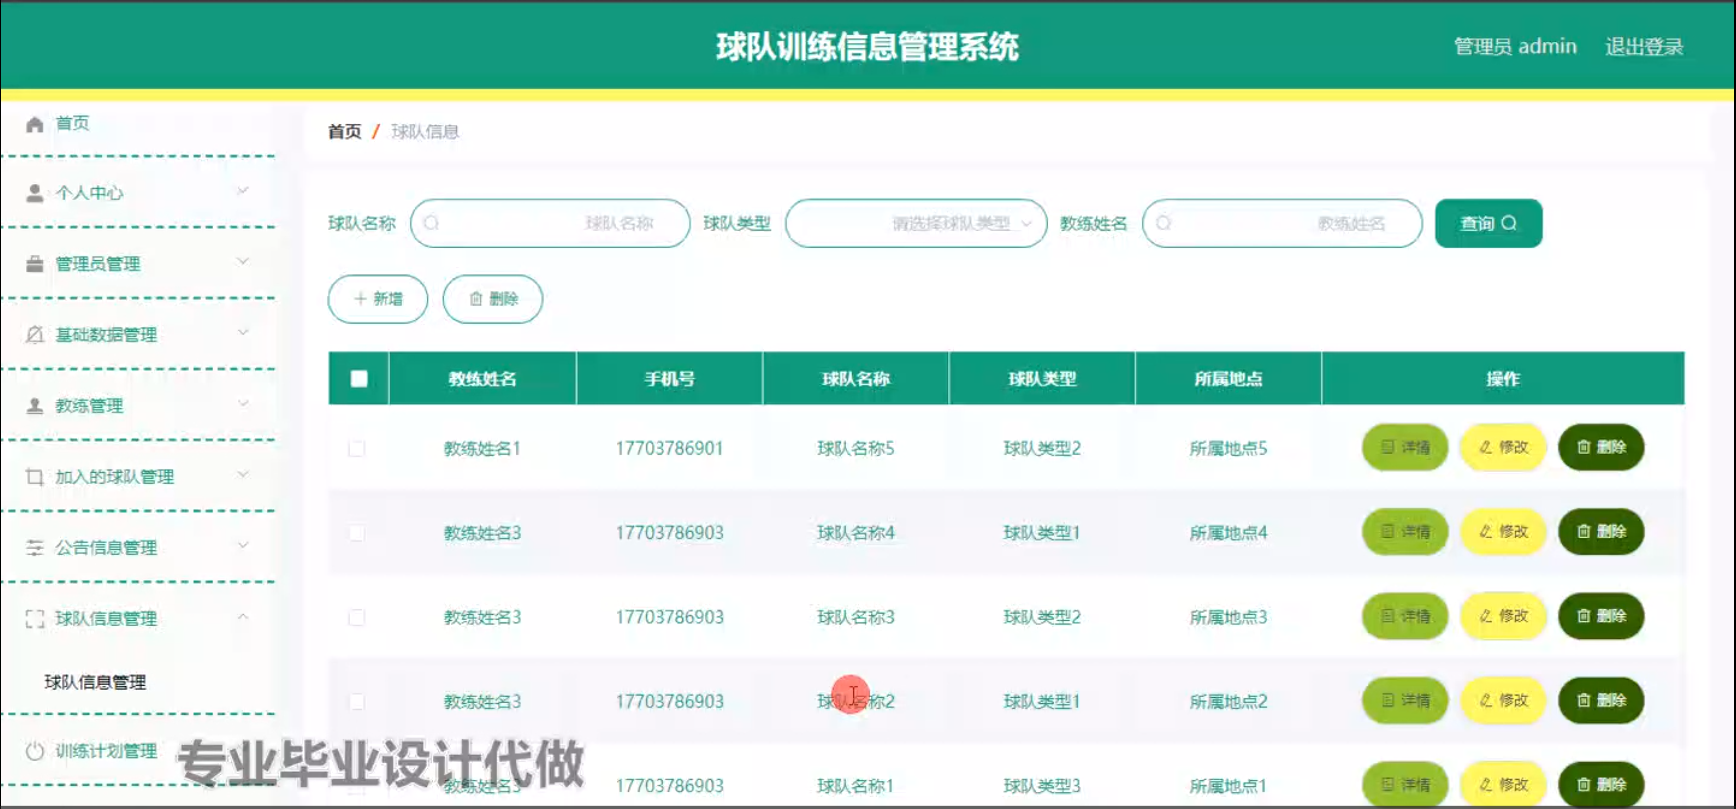 球队训练信息管理系统
管理员 admin 退出登录
首页
个人中心
管理员管理
基础数据管理
教练管理
加入的球队管理
公告信息管理
球队信息管理
球队信息管理
训练计划管理
首页 / 球队信息
球队名称 球队名称 球队类型 请选择球队类型 教练姓名 教练姓名 查询
新增 删除
教练姓名 手机号 球队名称 球队类型 所属地点 操作
教练姓名1 17703786901 球队名称5 球队类型2 所属地点5 详情 修改 删除
教练姓名3 17703786903 球队名称4 球队类型1 所属地点4 详情 修改 删除
教练姓名3 17703786903 球队名称3 球队类型2 所属地点3 详情 修改 删除
教练姓名3 17703786903 球队名称2 球队类型1 所属地点2 详情 修改 删除
教练姓名3 17703786903 球队名称1 球队类型3 所属地点1 详情 修改 删除
专业毕业设计代做